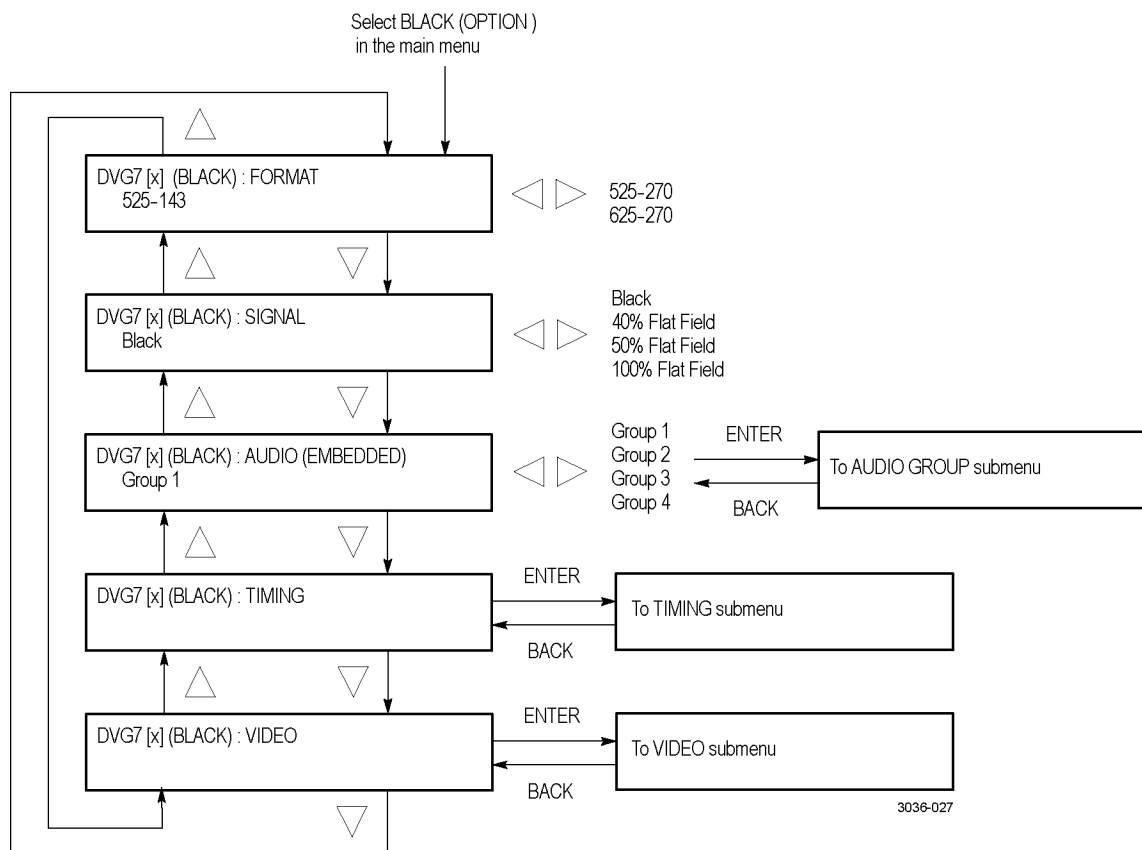 Select BLACK (OPTION )
in the main menu
DVG7 [x] (BLACK) : FORMAT
525-143
525-270
625-270
DVG7 [x] (BLACK) : SIGNAL
Black
Black
40% Flat Field
50% Flat Field
100% Flat Field
DVG7 [x] (BLACK) : AUDIO (EMBEDDED)
Group 1
Group 1
Group 2
Group 3
Group 4
ENTER
BACK
To AUDIO GROUP submenu
DVG7 [x] (BLACK) : TIMING
ENTER
BACK
To TIMING submenu
DVG7 [x] (BLACK) : VIDEO
ENTER
BACK
To VIDEO submenu
3036-027